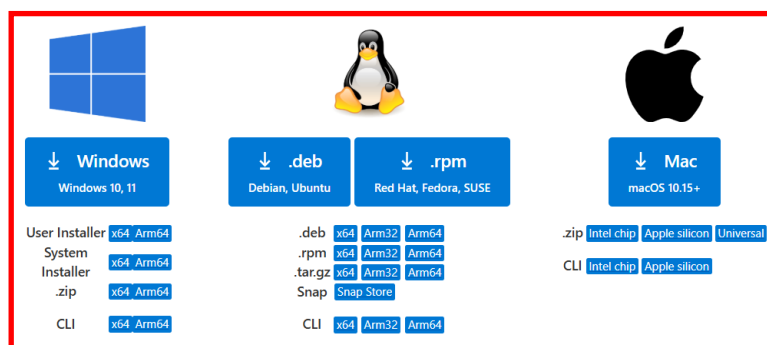 Windows
Windows 10, 11
User Installer x64 Arm64
System Installer x64 Arm64
.zip x64 Arm64
CLI x64 Arm64
.deb
Debian, Ubuntu
.rpm
Red Hat, Fedora, SUSE
.deb x64 Arm32 Arm64
.rpm x64 Arm32 Arm64
.tar.gz x64 Arm32 Arm64
Snap Snap Store
CLI x64 Arm32 Arm64
Mac
macOS 10.15+
.zip Intel chip Apple silicon Universal
CLI Intel chip Apple silicon